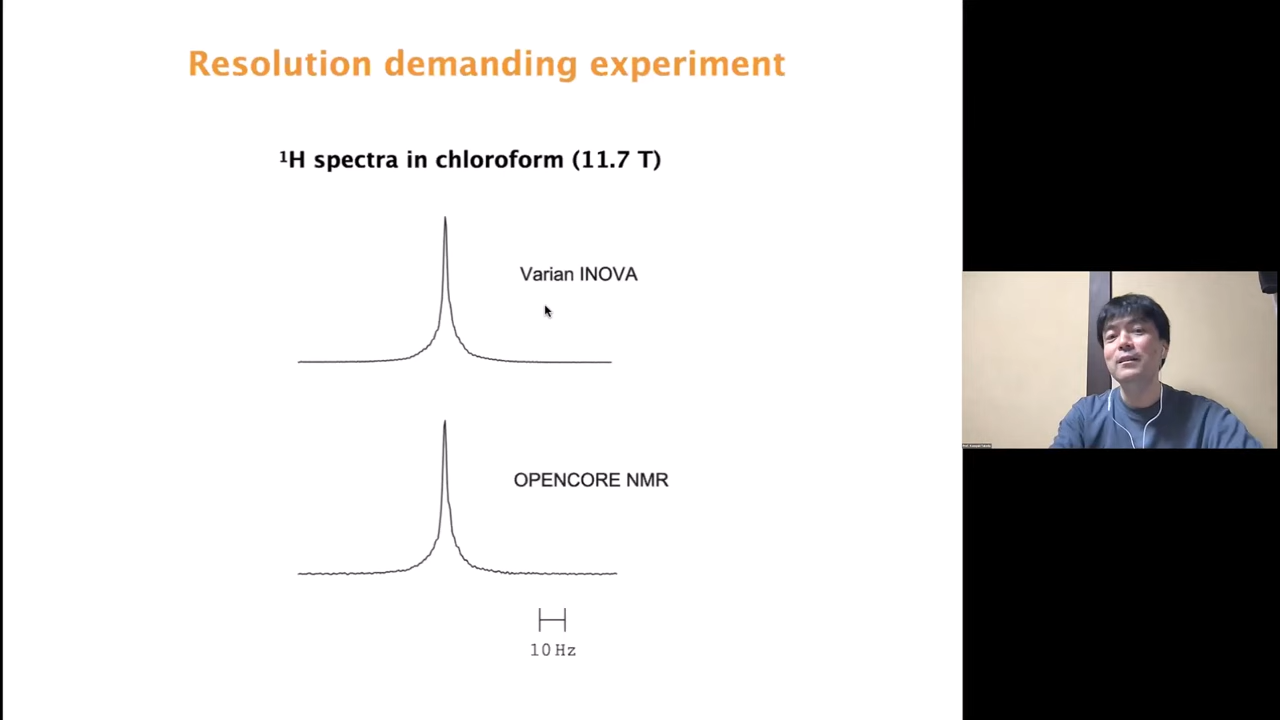 Resolution demanding experiment
¹H spectra in chloroform (11.7 T)
Varian INOVA
OPENCORE NMR
10 Hz